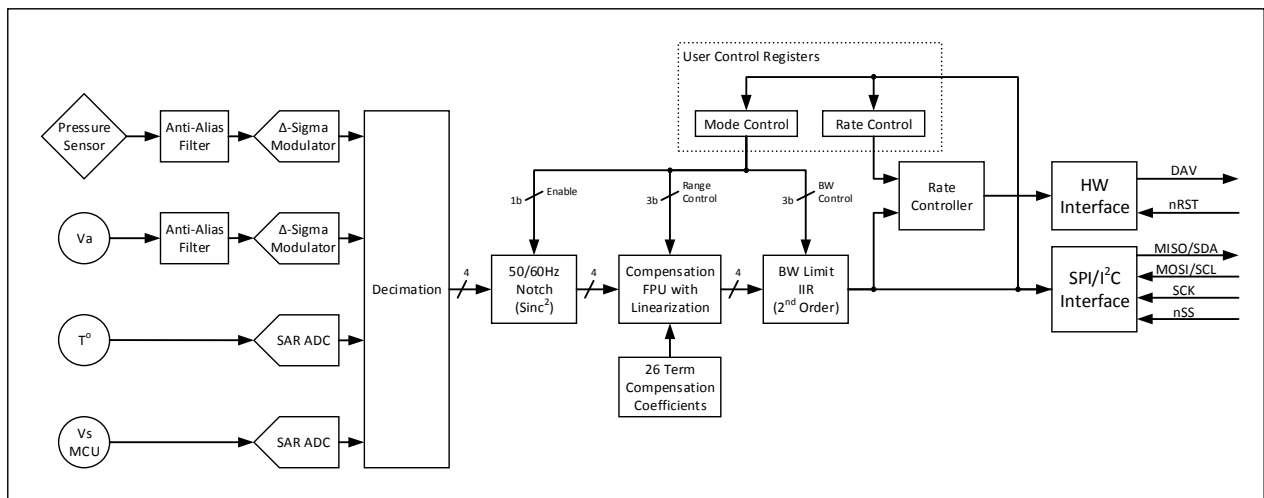 User Control Registers
Mode Control
Rate Control
Pressure
Sensor
Anti-Alias
Filter
Δ-Sigma
Modulator
Va
Anti-Alias
Filter
Δ-Sigma
Modulator
T°
SAR ADC
Vs
MCU
SAR ADC
Decimation
4
1b
Enable
50/60Hz
Notch
(Sinc²)
4
3b
Range
Control
Compensation
FPU with
Linearization
26 Term
Compensation
Coefficients
4
3b
BW
Control
BW Limit
IIR
(2nd Order)
Rate
Controller
HW
Interface
DAV
nRST
SPI/I²C
Interface
MISO/SDA
MOSI/SCL
SCK
nSS